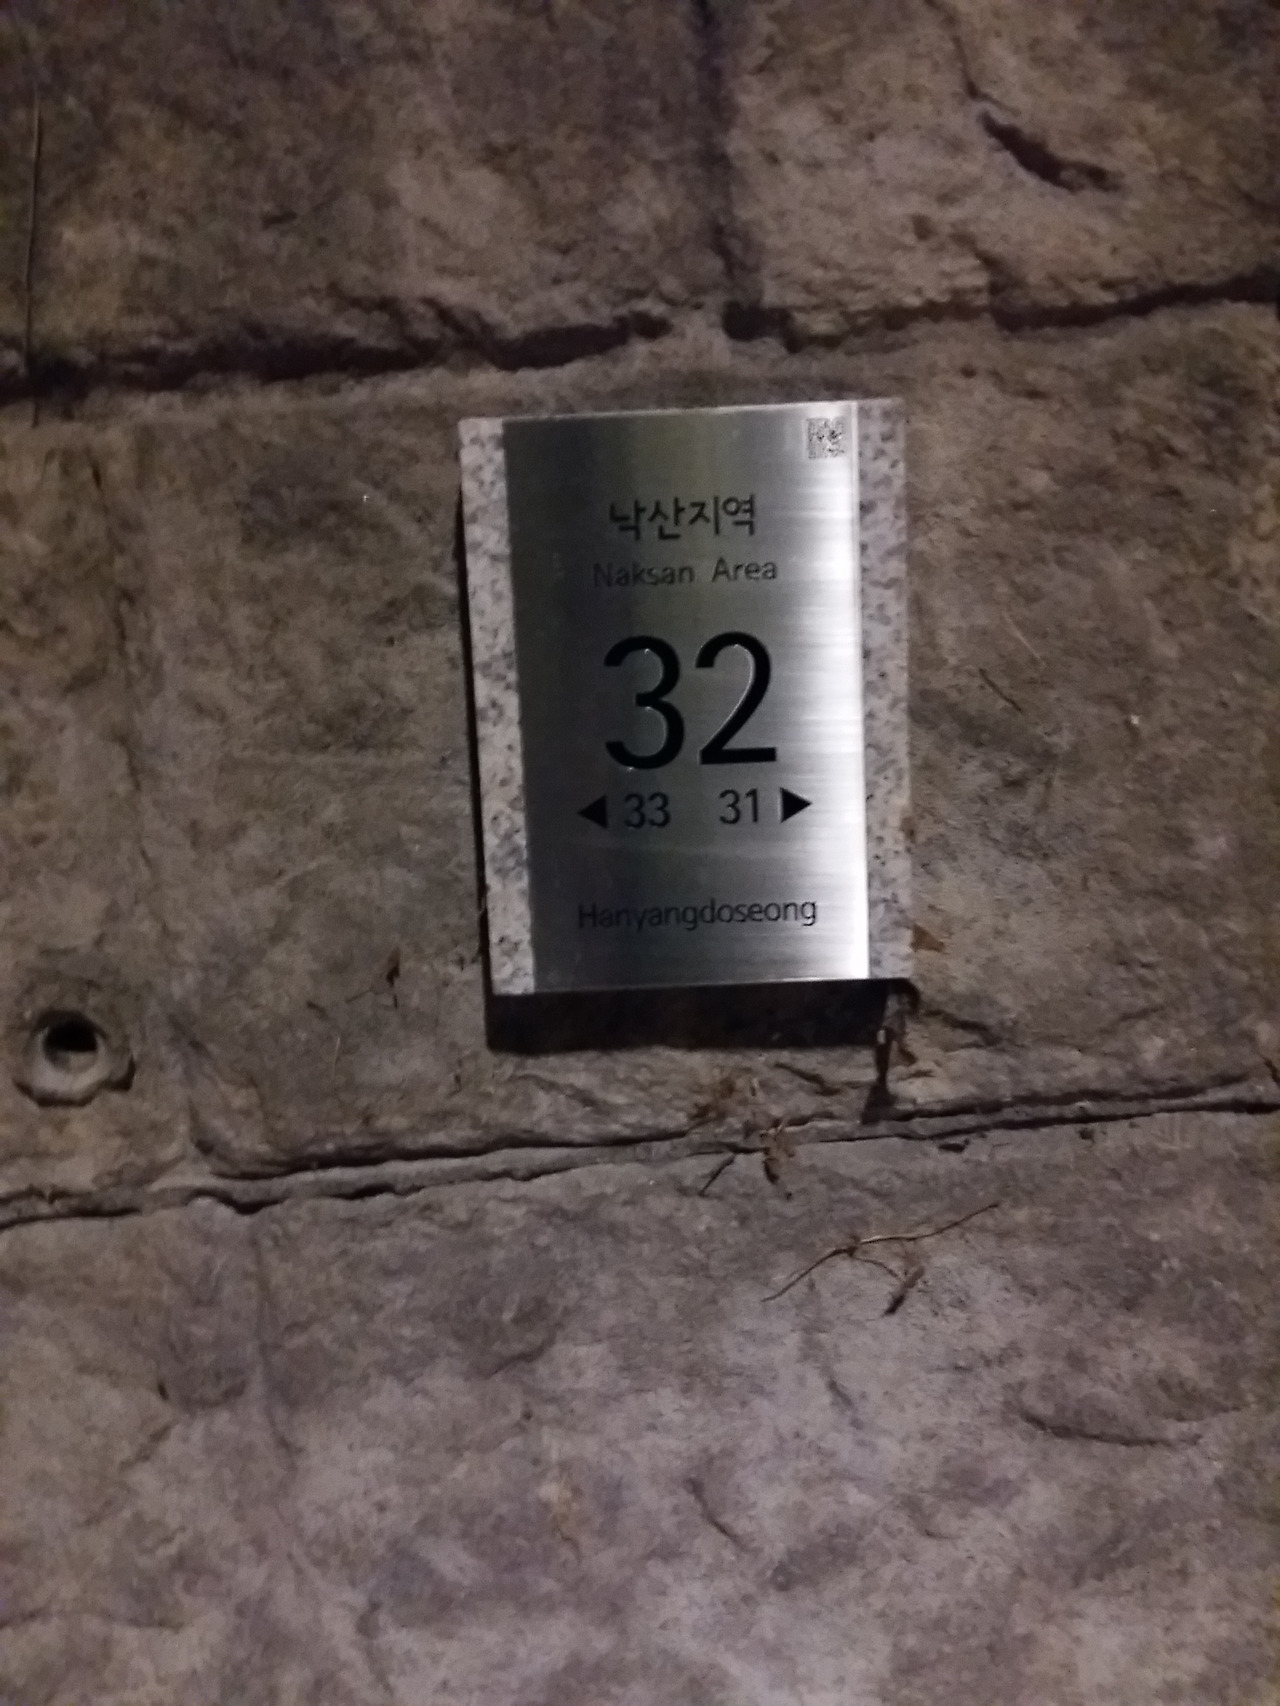 낙산지역
Naksan Area
32
◀ 33 31 ▶
Hanyangdoseong